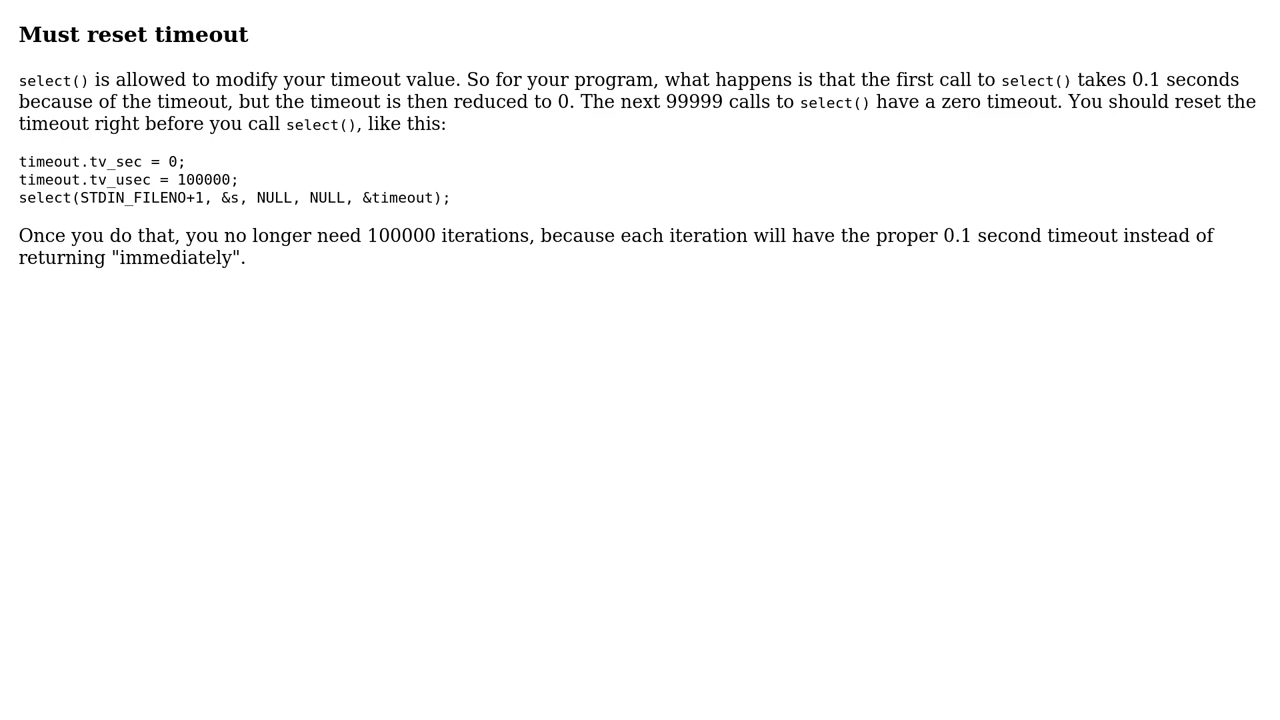 Must reset timeout
select() is allowed to modify your timeout value. So for your program, what happens is that the first call to select() takes 0.1 seconds
because of the timeout, but the timeout is then reduced to 0. The next 99999 calls to select() have a zero timeout. You should reset the
timeout right before you call select(), like this:
timeout.tv_sec = 0;
timeout.tv_usec = 100000;
select(STDIN_FILENO+1, &s, NULL, NULL, &timeout);
Once you do that, you no longer need 100000 iterations, because each iteration will have the proper 0.1 second timeout instead of
returning "immediately".